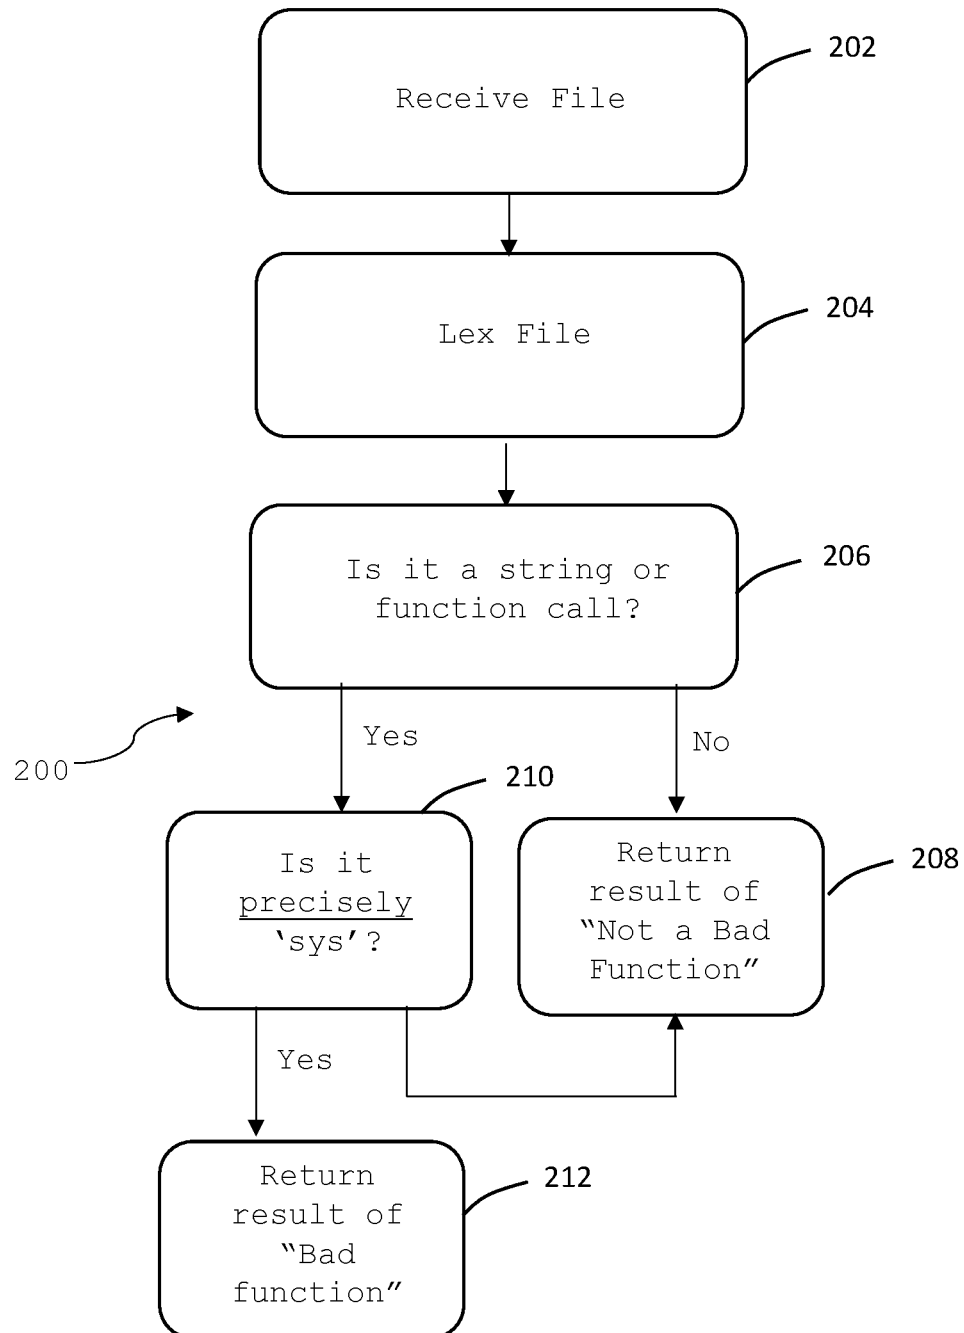 Receive File
202
Lex File
204
Is it a string or
function call?
206
Yes
No
200
210
Is it
precisely
‘sys’?
Return
result of
“Not a Bad
Function”
208
Yes
Return
result of
“Bad
function”
212